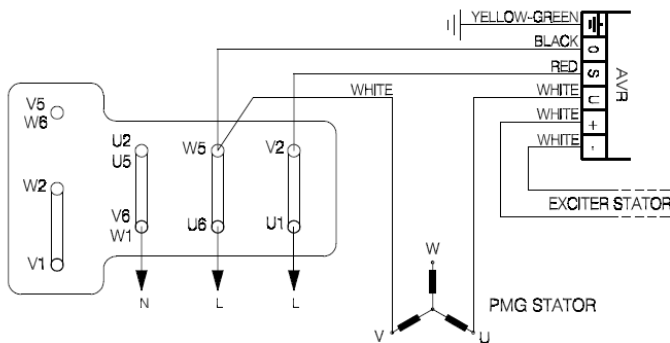 YELLOW-GREEN
BLACK
RED
WHITE
WHITE
WHITE
WHITE
0
S
U
+
-
AVR
EXCITER STATOR
V5
W6
U2
U5
W5
V2
W2
V6
W1
U6
U1
V1
N
L
L
W
V
U
PMG STATOR